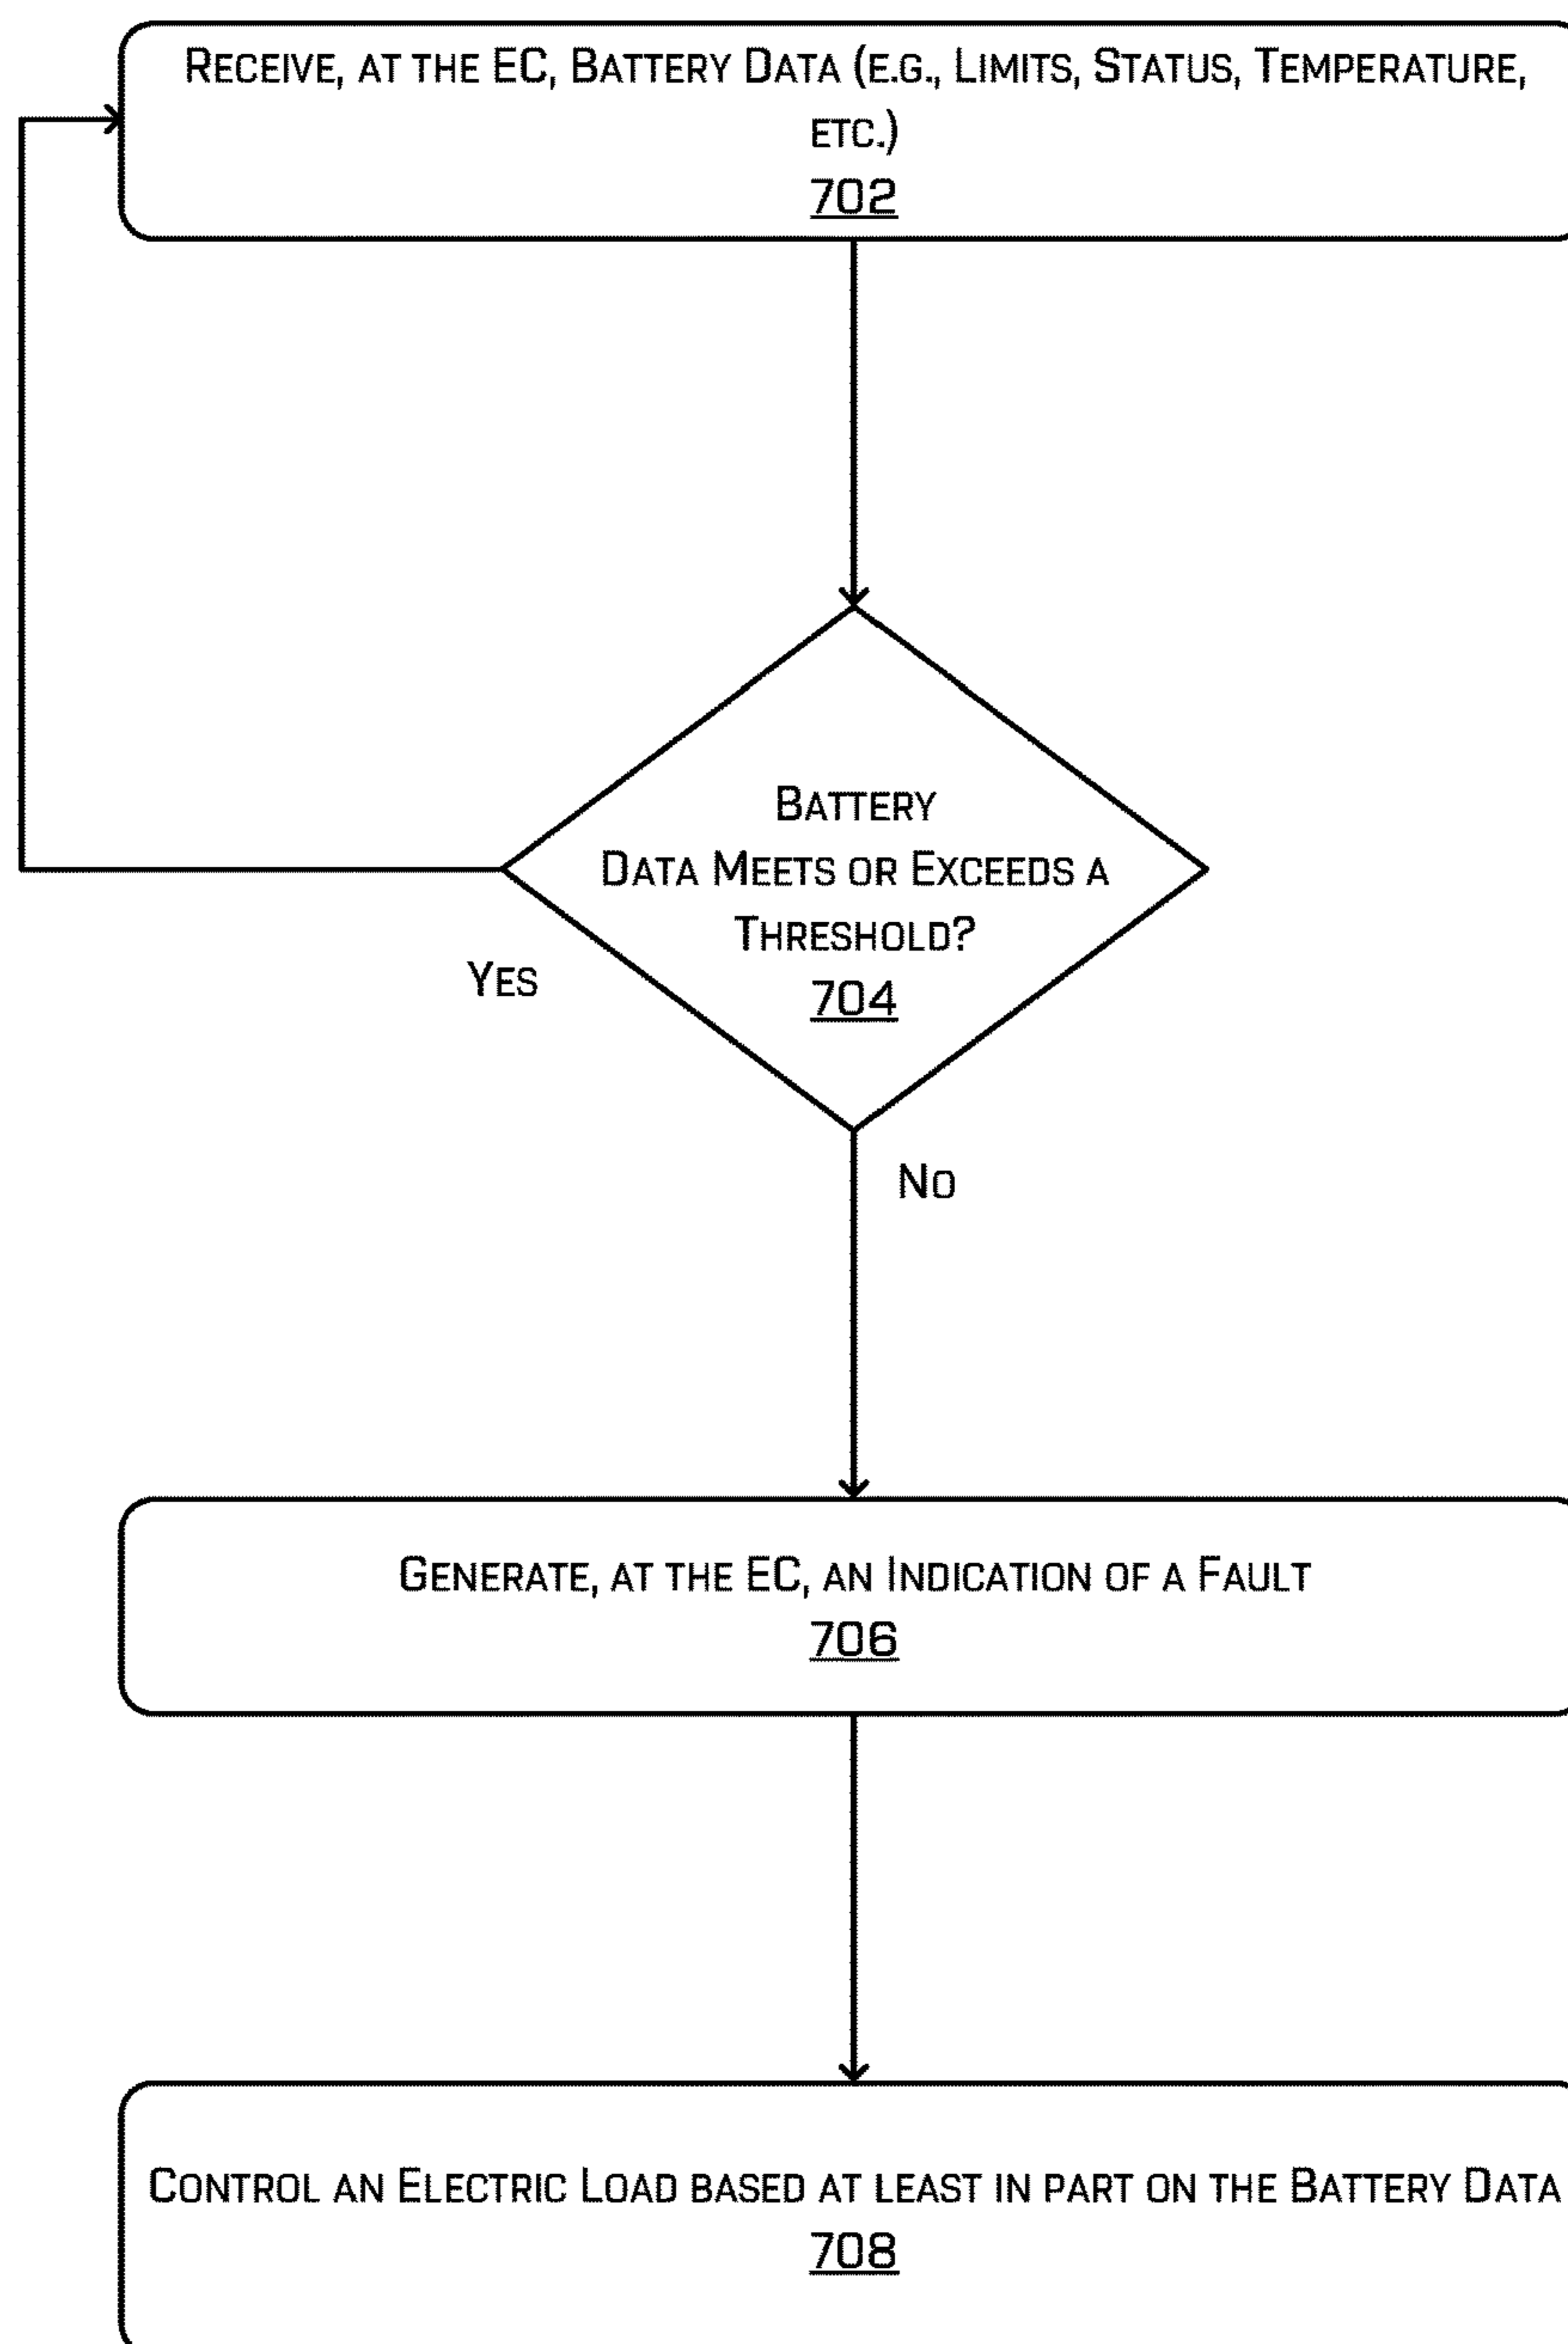 RECEIVE, AT THE EC, BATTERY DATA (E.G., LIMITS, STATUS, TEMPERATURE,
ETC.)
702
BATTERY
DATA MEETS OR EXCEEDS A
THRESHOLD?
704
YES
NO
GENERATE, AT THE EC, AN INDICATION OF A FAULT
706
CONTROL AN ELECTRIC LOAD BASED AT LEAST IN PART ON THE BATTERY DATA
708